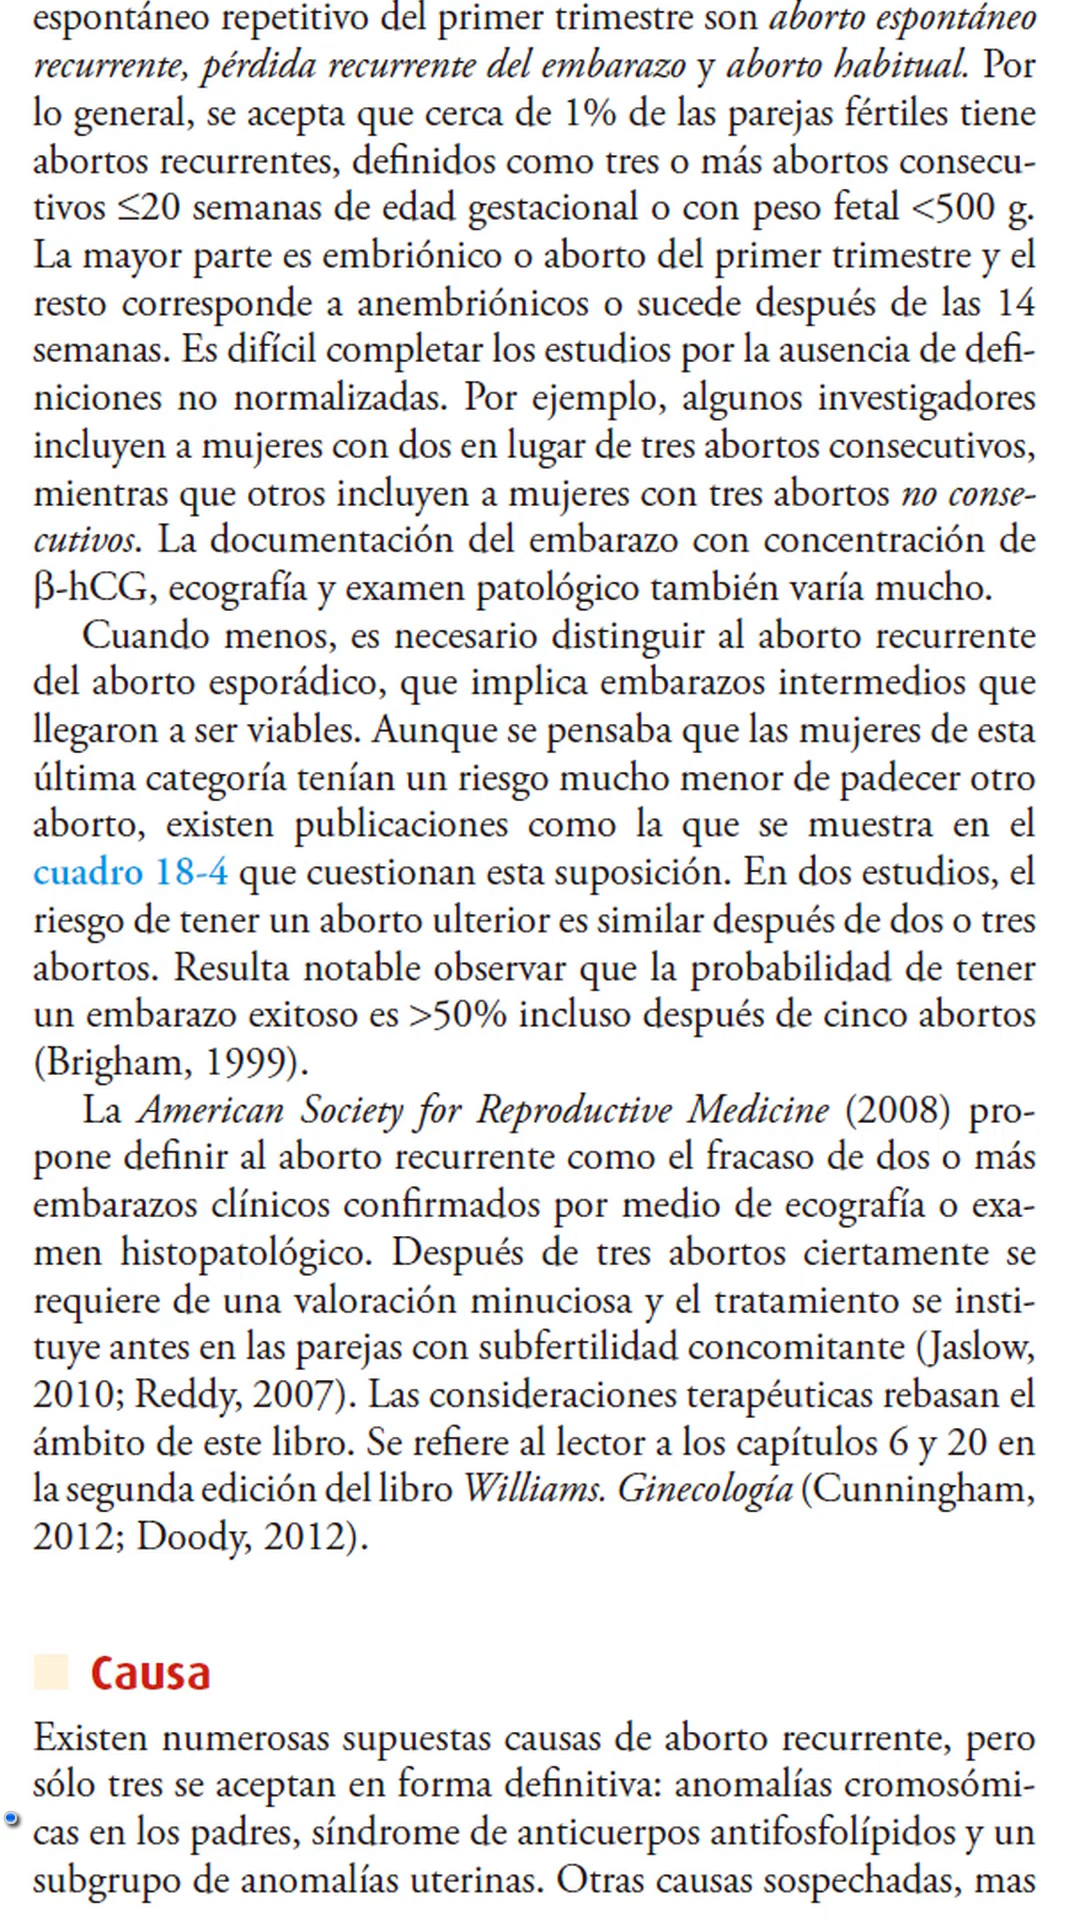 espontáneo repetitivo del primer trimestre son aborto espontáneo
recurrente, pérdida recurrente del embarazo y aborto habitual. Por
lo general, se acepta que cerca de 1% de las parejas fértiles tiene
abortos recurrentes, definidos como tres o más abortos consecu-
tivos ≤20 semanas de edad gestacional o con peso fetal <500 g.
La mayor parte es embriónico o aborto del primer trimestre y el
resto corresponde a anembriónicos o sucede después de las 14
semanas. Es difícil completar los estudios por la ausencia de defi-
niciones no normalizadas. Por ejemplo, algunos investigadores
incluyen a mujeres con dos en lugar de tres abortos consecutivos,
mientras que otros incluyen a mujeres con tres abortos no conse-
cutivos. La documentación del embarazo con concentración de
β-hCG, ecografía y examen patológico también varía mucho.
Cuando menos, es necesario distinguir al aborto recurrente
del aborto esporádico, que implica embarazos intermedios que
llegaron a ser viables. Aunque se pensaba que las mujeres de esta
última categoría tenían un riesgo mucho menor de padecer otro
aborto, existen publicaciones como la que se muestra en el
cuadro 18-4 que cuestionan esta suposición. En dos estudios, el
riesgo de tener un aborto ulterior es similar después de dos o tres
abortos. Resulta notable observar que la probabilidad de tener
un embarazo exitoso es >50% incluso después de cinco abortos
(Brigham, 1999).
La American Society for Reproductive Medicine (2008) pro-
pone definir al aborto recurrente como el fracaso de dos o más
embarazos clínicos confirmados por medio de ecografía o exa-
men histopatológico. Después de tres abortos ciertamente se
requiere de una valoración minuciosa y el tratamiento se insti-
tuye antes en las parejas con subfertilidad concomitante (Jaslow,
2010; Reddy, 2007). Las consideraciones terapéuticas rebasan el
ámbito de este libro. Se refiere al lector a los capítulos 6 y 20 en
la segunda edición del libro Williams. Ginecología (Cunningham,
2012; Doody, 2012).
Causa
Existen numerosas supuestas causas de aborto recurrente, pero
sólo tres se aceptan en forma definitiva: anomalías cromosómi-
cas en los padres, síndrome de anticuerpos antifosfolípidos y un
subgrupo de anomalías uterinas. Otras causas sospechadas, mas